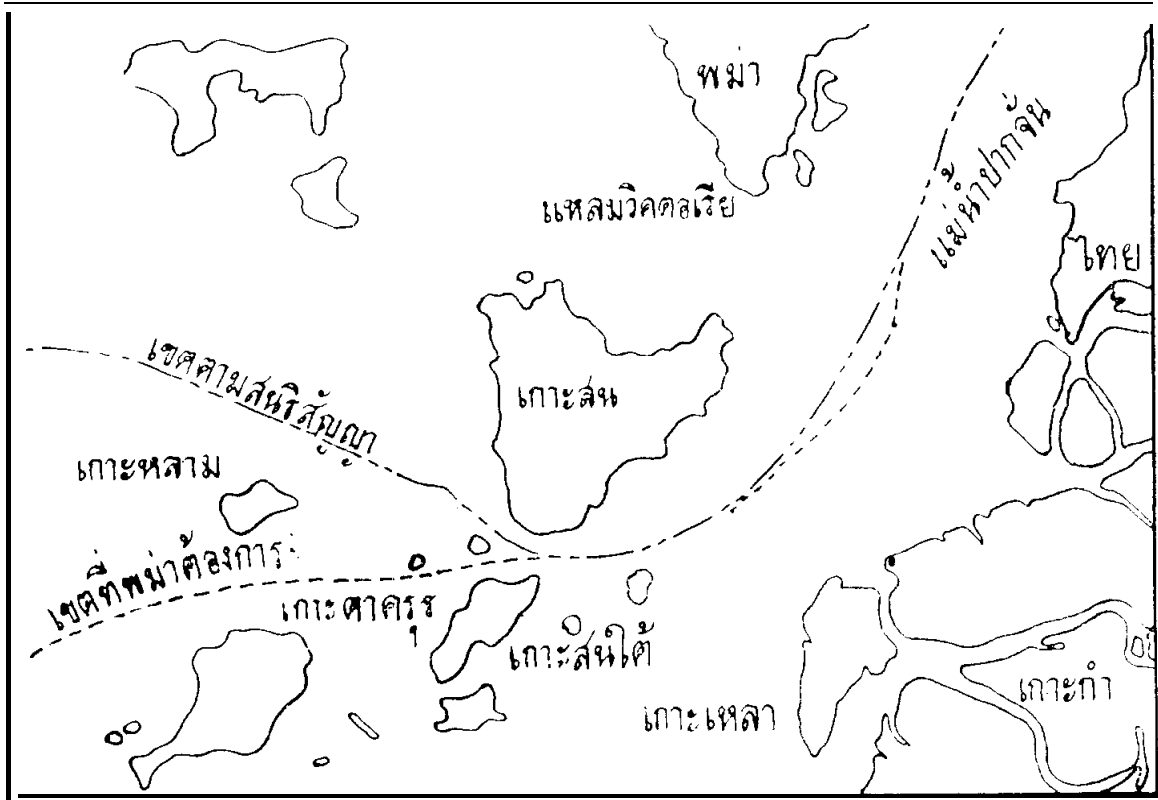 พม่า
แหลมวิคตอเรีย
แม่น้ำปากจั่น
ไทย
เขตตามสนธิสัญญา
เกาะสน
เกาะหลาม
เขตที่พม่าต้องการ
เกาะตาครุฑ
เกาะสนใต้
เกาะเหลา
เกาะกำ